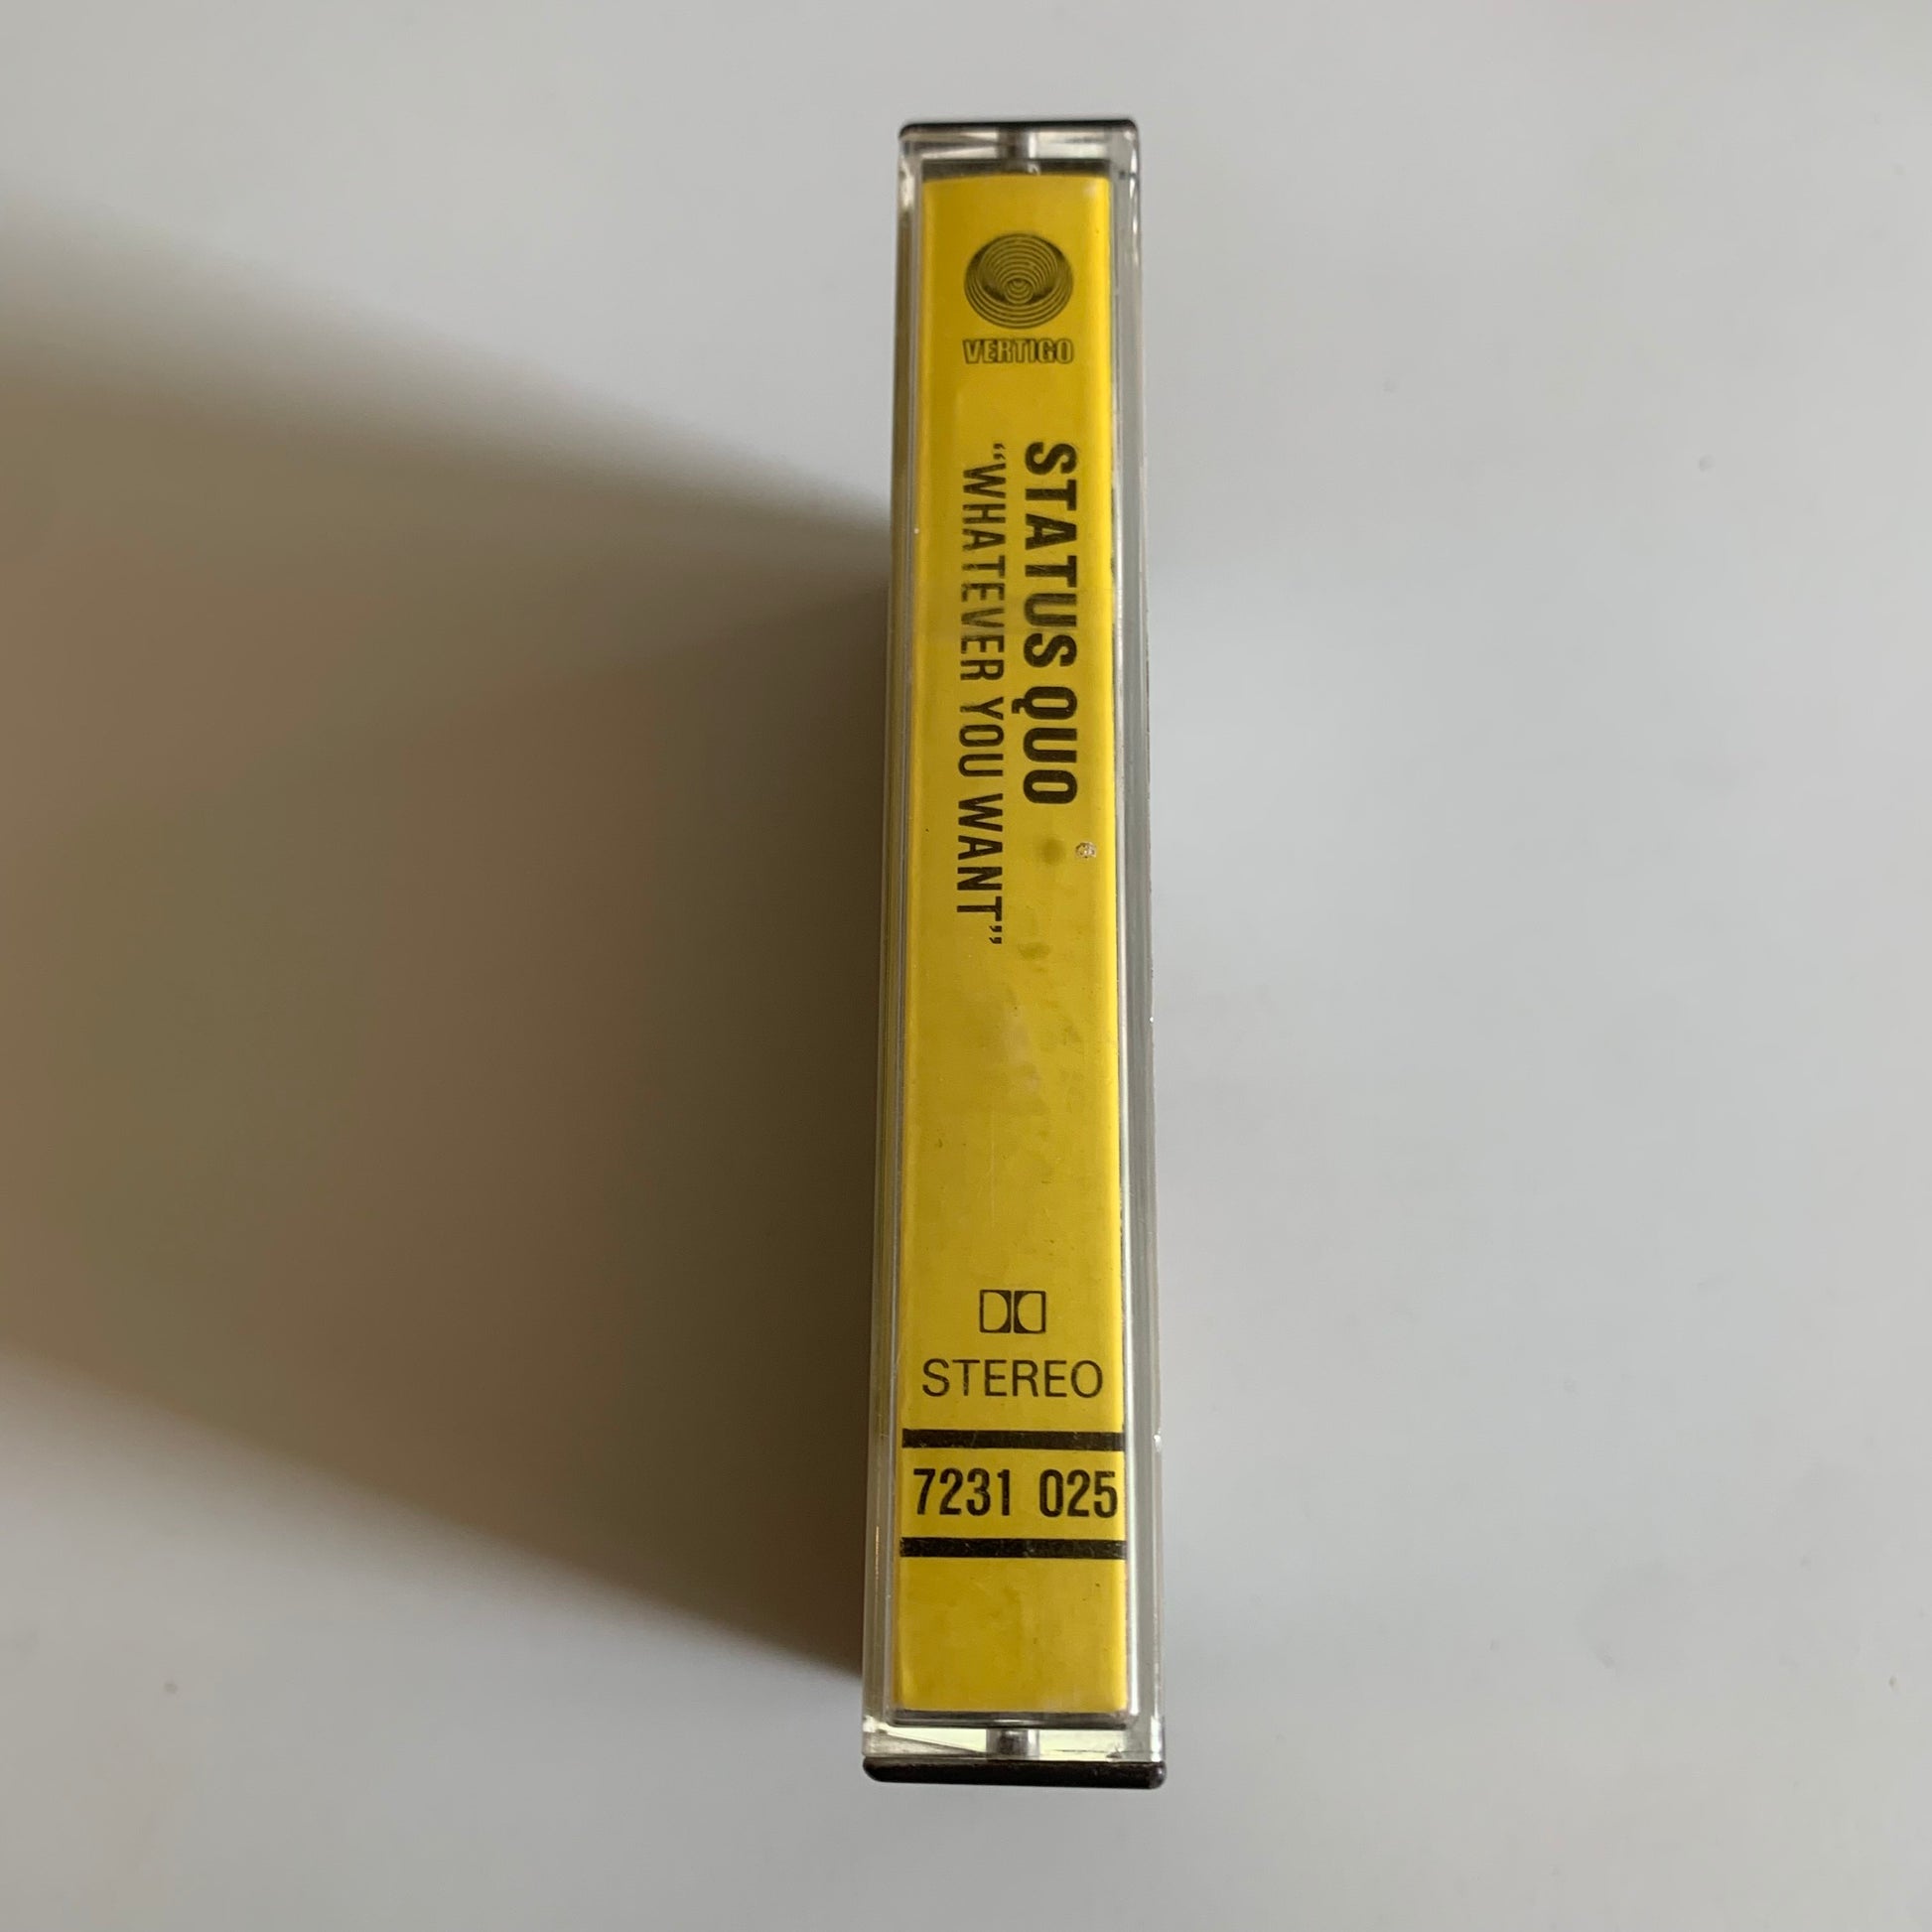 VERTIGO
STATUS QUO
“WHATEVER YOU WANT”
STEREO
7231 025